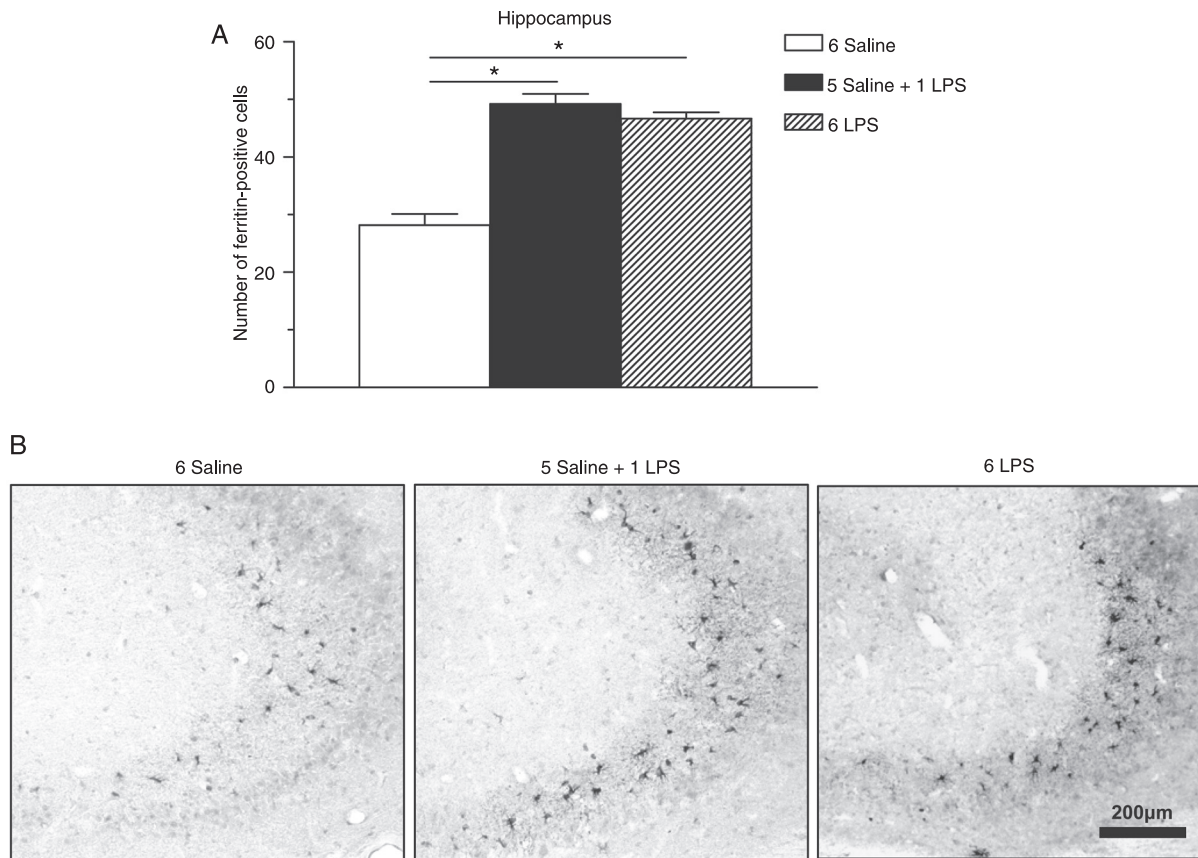 A
Hippocampus
60
40
20
0
Number of ferritin-positive cells
*
*
6 Saline
5 Saline + 1 LPS
6 LPS
B
6 Saline
5 Saline + 1 LPS
6 LPS
200μm